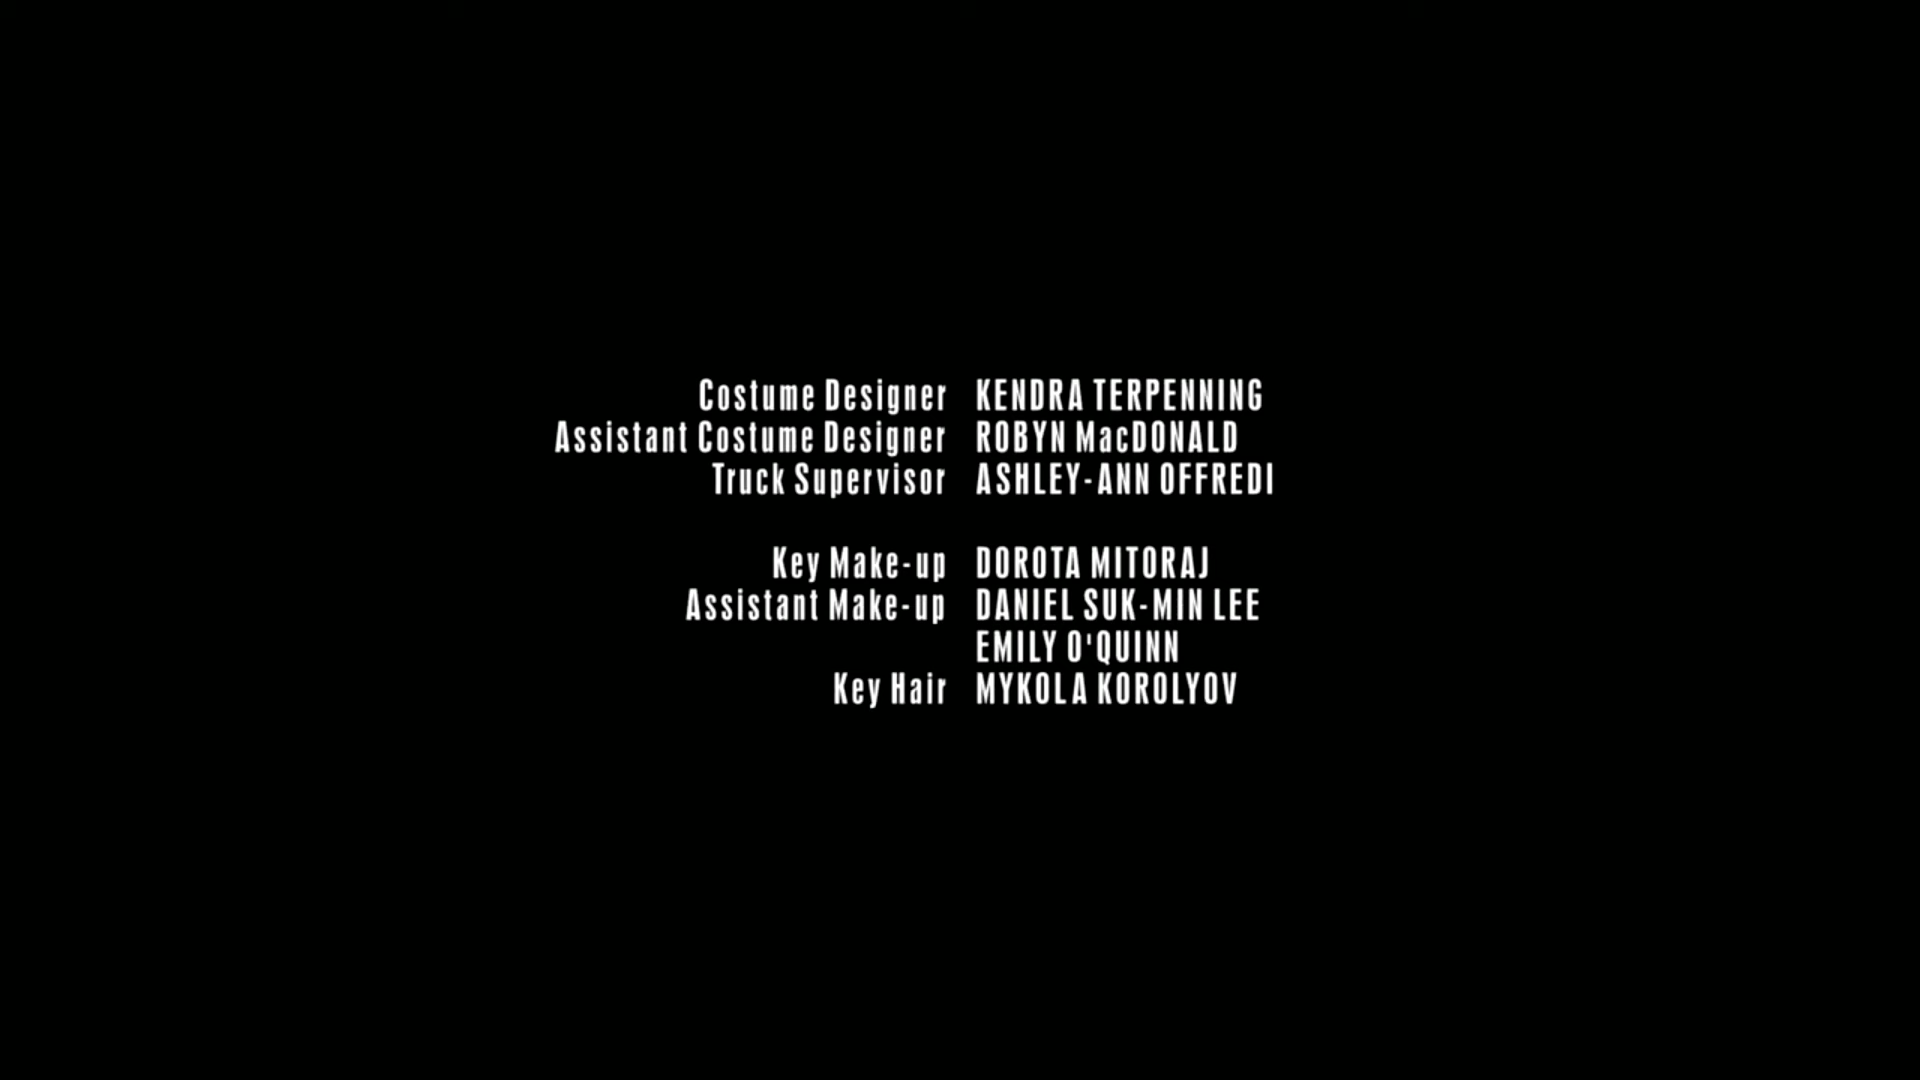 Costume Designer KENDRA TERPENNING
Assistant Costume Designer ROBYN MacDONALD
Truck Supervisor ASHLEY-ANN OFFREDI
Key Make-up DOROTA MITORAJ
Assistant Make-up DANIEL SUK-MIN LEE
EMILY O'QUINN
Key Hair MYKOLA KOROLYOV